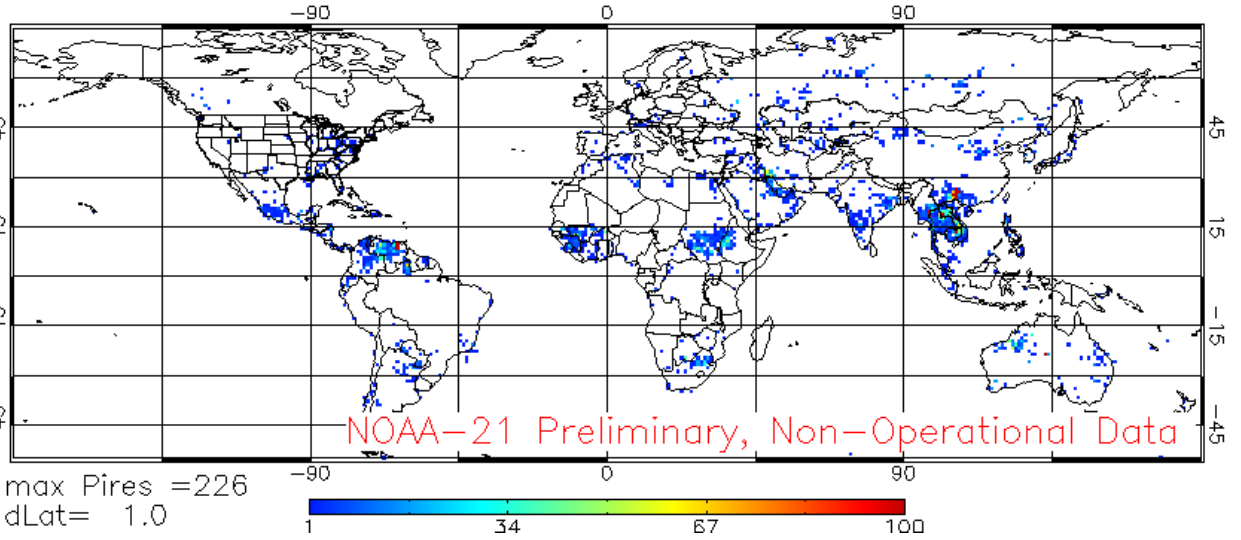 -90 0 90
45
15
-15
-45
NOAA-21 Preliminary, Non-Operational Data
-90 0 90
max Pires =226
dLat= 1.0
1 34 67 100